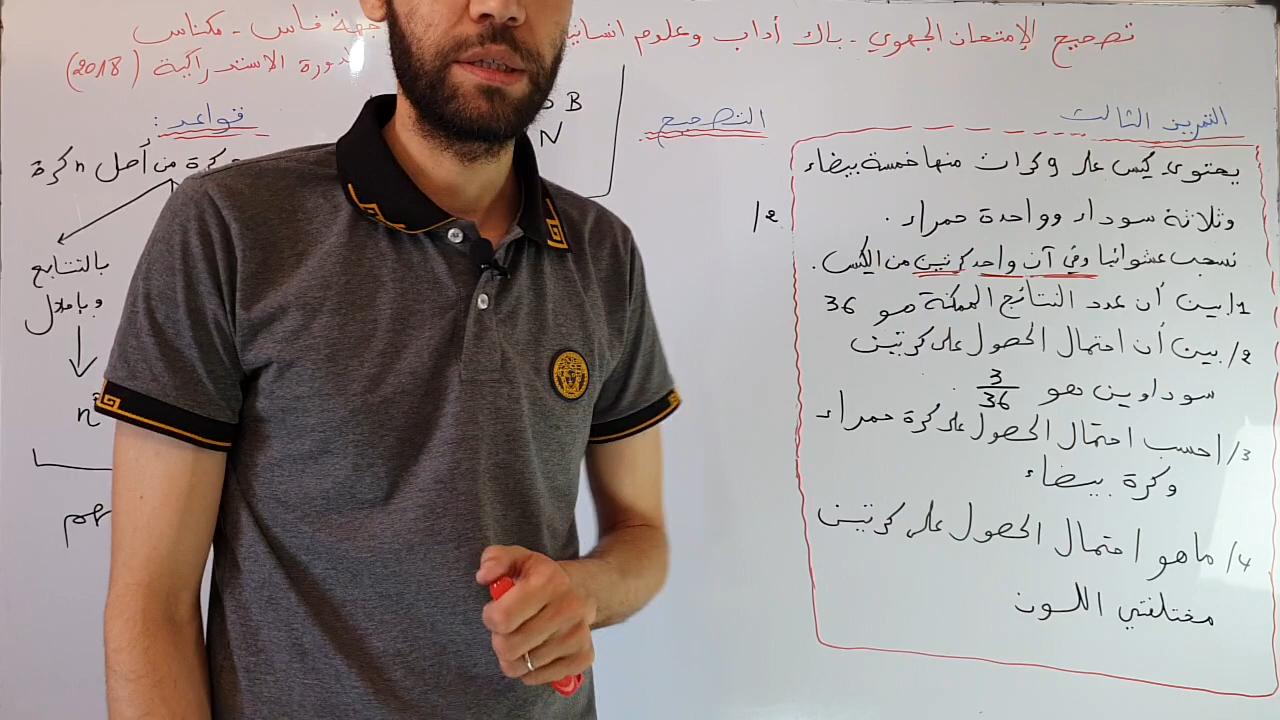 تصحيح الإمتحان الجهوي - باك أداب وعلوم انسانية جهة فاس - مكناس
الدورة الاستدراكية (2018)
التمرين الثالث
يحتوي كيس على 9 كرات منها خمسة بيضاء
وثلاثة سوداء وواحدة حمراء .
نسحب عشوائيا وفي آن واحد كرتين من الكيس .
1/ بين أن عدد النتائج الممكنة هو 36
2/ بين أن احتمال الحصول على كرتين
سوداوين هو 3/36 .
3/ احسب احتمال الحصول على كرة حمراء
وكرة بيضاء
4/ ماهو احتمال الحصول على كرتين
مختلفتي اللون
التصحيح
2/
B
N
قواعد :
كرة من أصل n كرة
بالتتابع
وبإحلال
n